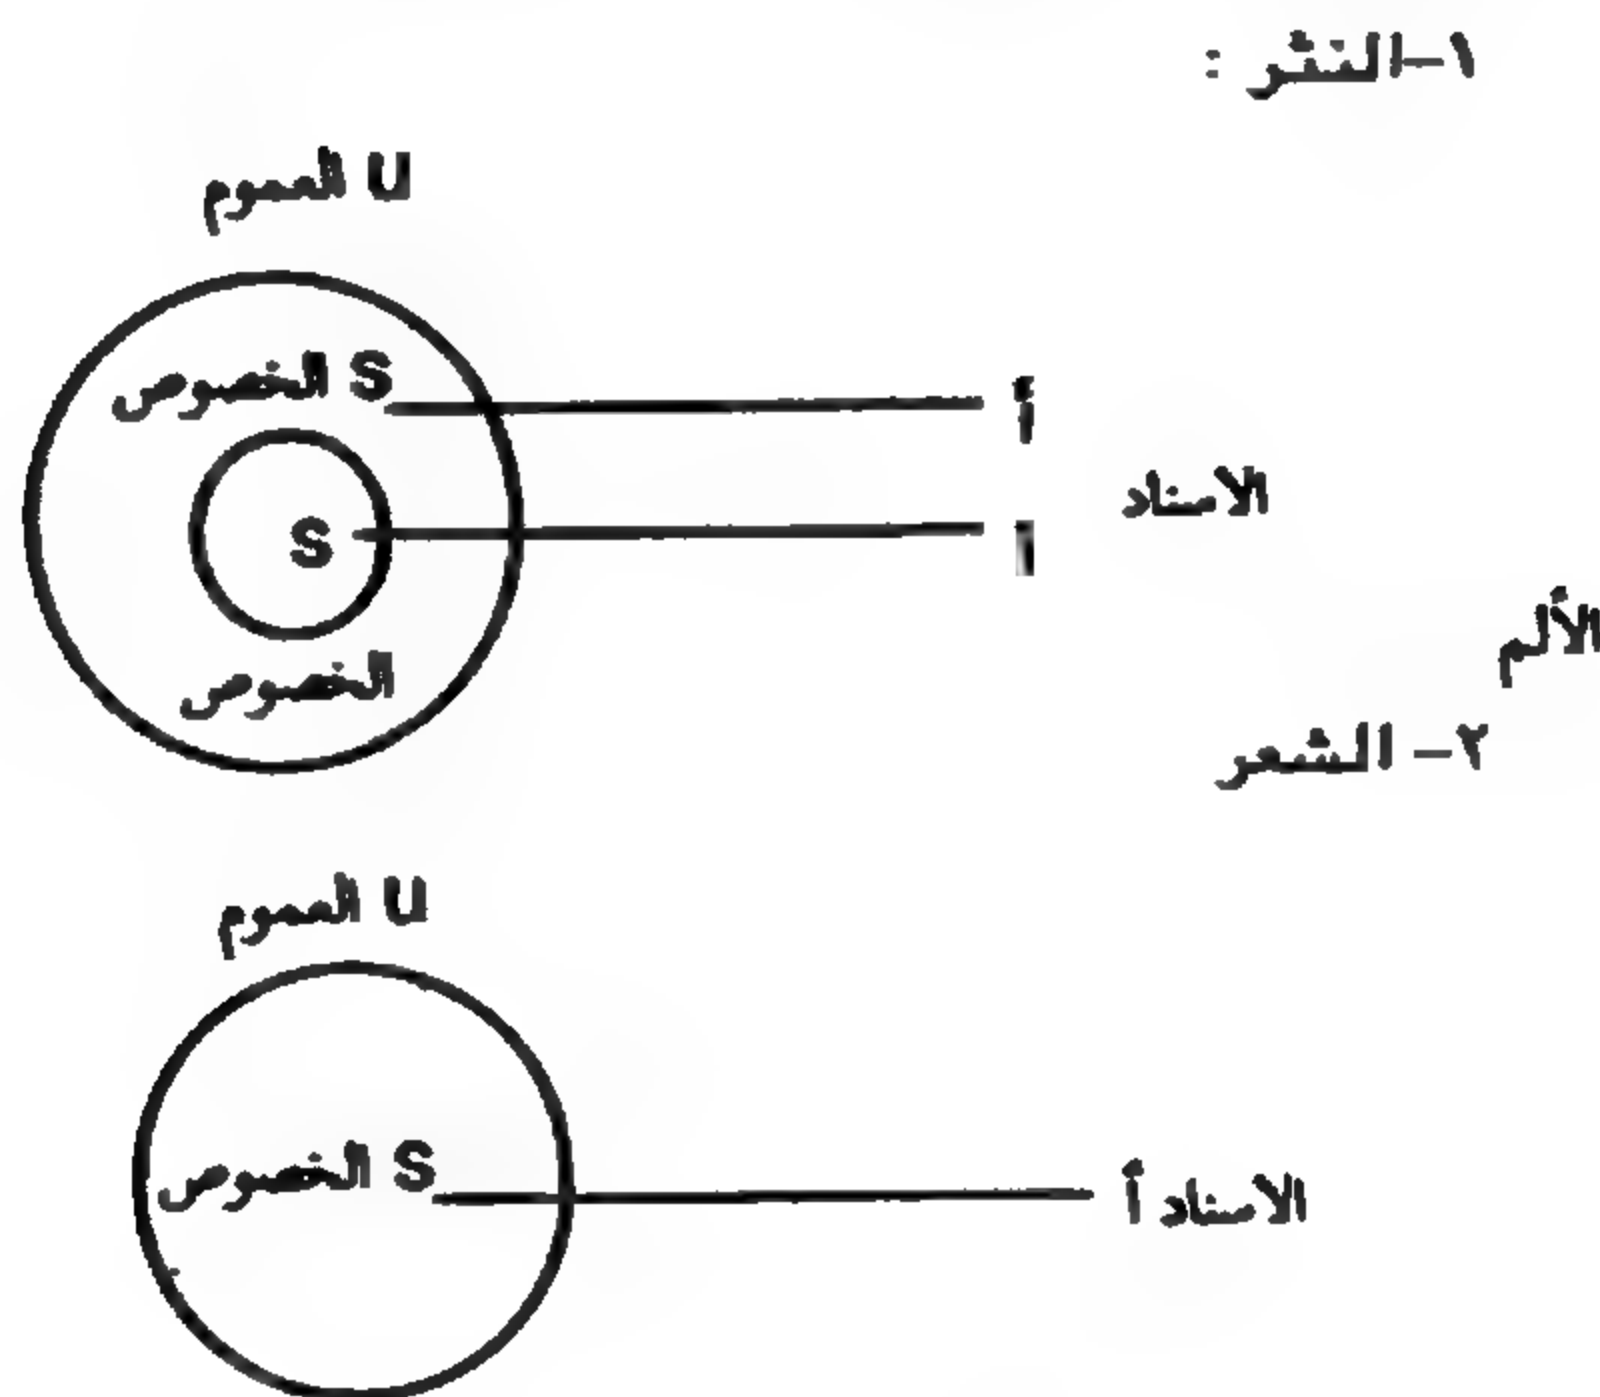 ١-النثر :
U العموم
S الخصوص
أ
الاسناد
S
أ
الخصوص
الألم
٢- الشعر
U العموم
S الخصوص
الاسناد أ